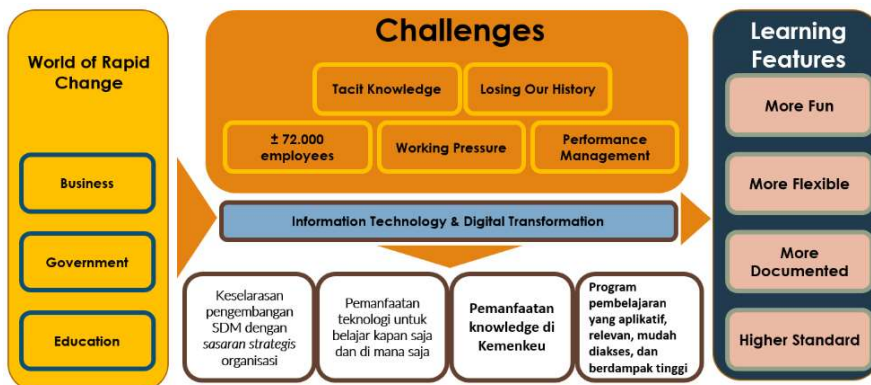 World of Rapid
Change
Business
Government
Education
Challenges
Tacit Knowledge
Losing Our History
± 72.000
employees
Working Pressure
Performance
Management
Information Technology & Digital Transformation
Keselarasan
pengembangan
SDM dengan
sasaran strategis
organisasi
Pemanfaatan
teknologi untuk
belajar kapan saja
dan di mana saja
Pemanfaatan
knowledge di
Kemenkeu
Program
pembelajaran
yang aplikatif,
relevan, mudah
diakses, dan
berdampak tinggi
Learning
Features
More Fun
More Flexible
More
Documented
Higher Standard